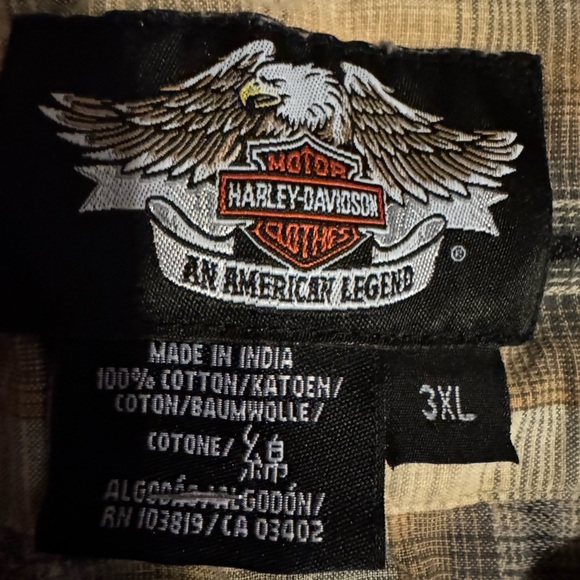 MOTOR
HARLEY-DAVIDSON
CLOTHES
®
AN AMERICAN LEGEND
MADE IN INDIA
100% COTTON/KATOEN/
COTON/BAUMWOLLE/
COTONE/綿
ALGODÃO/ALGODÓN/
RN 103819/CA 03402
3XL